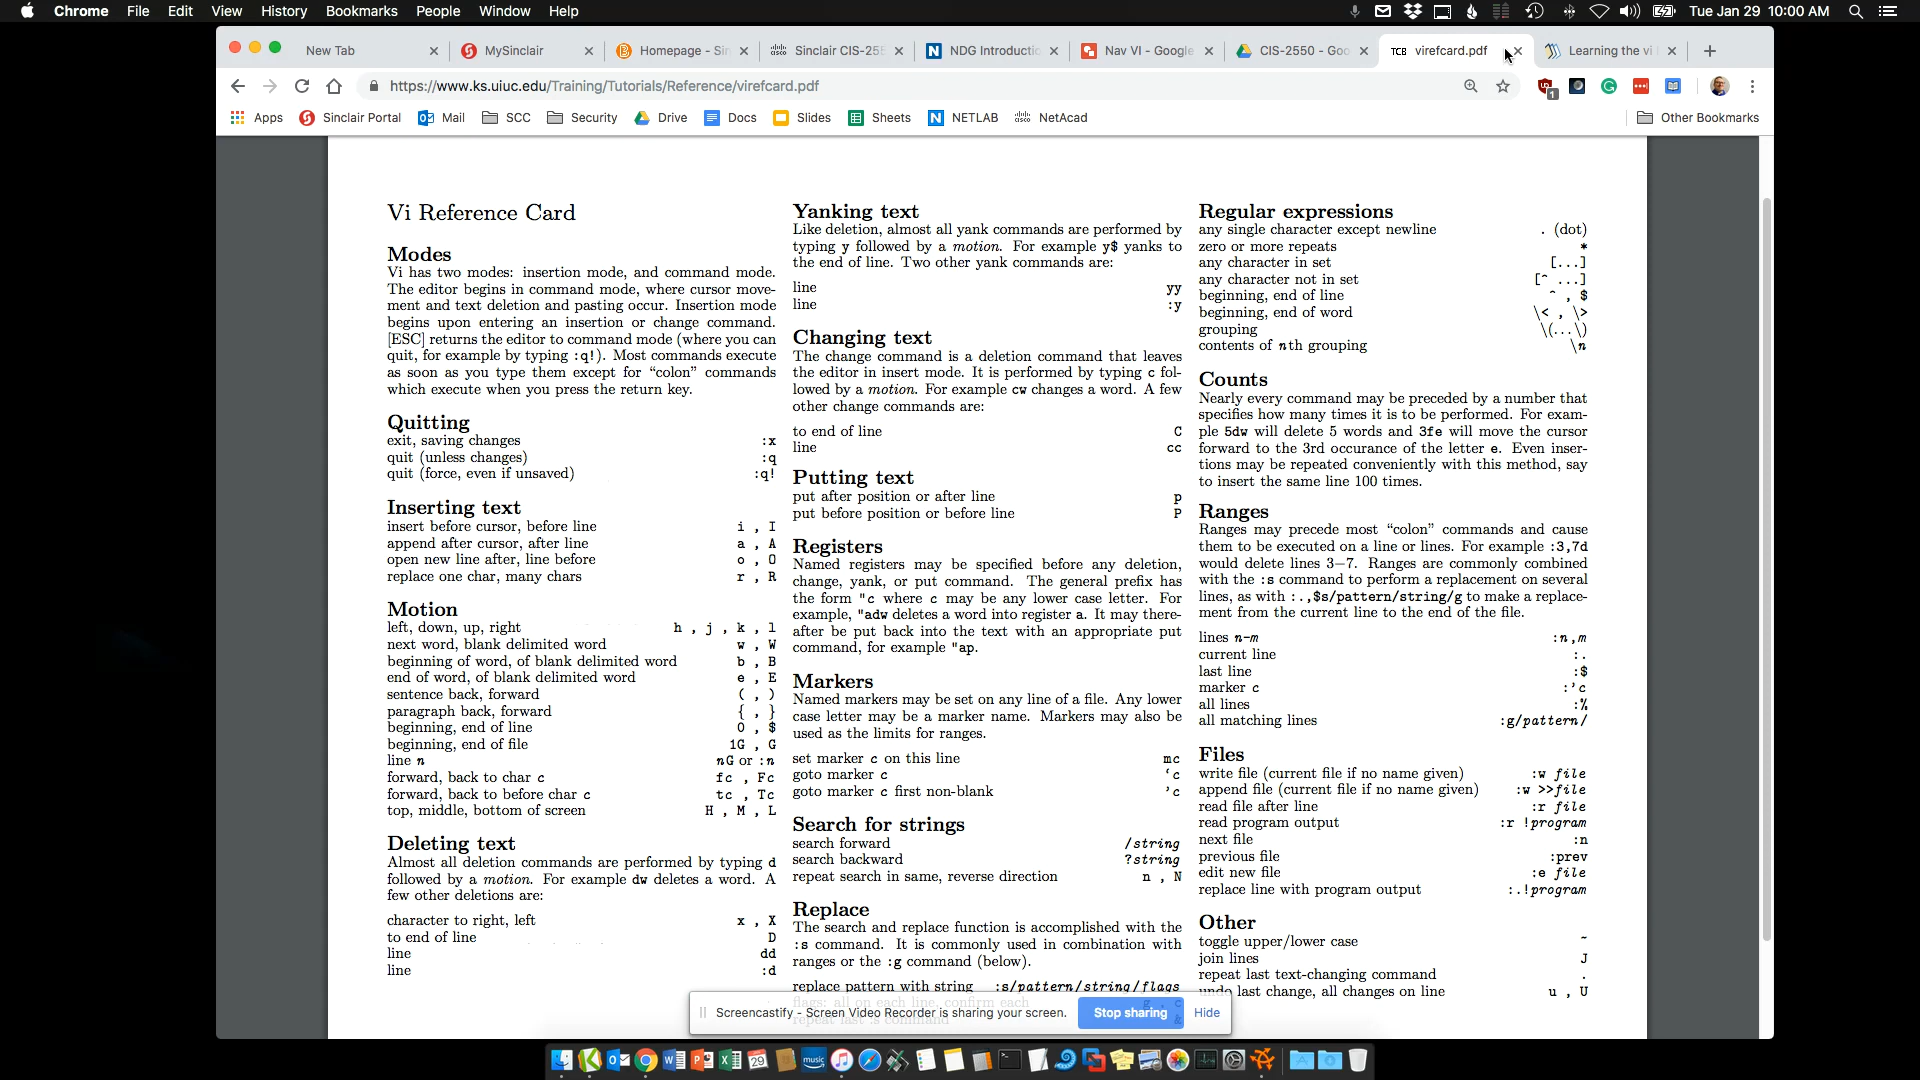 Chrome File Edit View History Bookmarks People Window Help Tue Jan 29 10:00 AM
New Tab MySinclair Homepage - Sin Sinclair CIS-255 NDG Introductio Nav VI - Google CIS-2550 - Goo TCB virefcard.pdf Learning the vi
https://www.ks.uiuc.edu/Training/Tutorials/Reference/virefcard.pdf 1
Apps Sinclair Portal Mail SCC Security Drive Docs Slides Sheets NETLAB NetAcad Other Bookmarks
Vi Reference Card
Modes
Vi has two modes: insertion mode, and command mode.
The editor begins in command mode, where cursor move-
ment and text deletion and pasting occur. Insertion mode
begins upon entering an insertion or change command.
[ESC] returns the editor to command mode (where you can
quit, for example by typing :q!). Most commands execute
as soon as you type them except for “colon” commands
which execute when you press the return key.
Quitting
exit, saving changes :x
quit (unless changes) :q
quit (force, even if unsaved) :q!
Inserting text
insert before cursor, before line i , I
append after cursor, after line a , A
open new line after, line before o , O
replace one char, many chars r , R
Motion
left, down, up, right h , j , k , l
next word, blank delimited word w , W
beginning of word, of blank delimited word b , B
end of word, of blank delimited word e , E
sentence back, forward ( , )
paragraph back, forward { , }
beginning, end of line 0 , $
beginning, end of file 1G , G
line n nG or :n
forward, back to char c fc , Fc
forward, back to before char c tc , Tc
top, middle, bottom of screen H , M , L
Deleting text
Almost all deletion commands are performed by typing d
followed by a motion. For example dw deletes a word. A
few other deletions are:
character to right, left x , X
to end of line D
line dd
line :d
Yanking text
Like deletion, almost all yank commands are performed by
typing y followed by a motion. For example y$ yanks to
the end of line. Two other yank commands are:
line yy
line :y
Changing text
The change command is a deletion command that leaves
the editor in insert mode. It is performed by typing c fol-
lowed by a motion. For example cw changes a word. A few
other change commands are:
to end of line C
line cc
Putting text
put after position or after line p
put before position or before line P
Registers
Named registers may be specified before any deletion,
change, yank, or put command. The general prefix has
the form "c where c may be any lower case letter. For
example, "adw deletes a word into register a. It may there-
after be put back into the text with an appropriate put
command, for example "ap.
Markers
Named markers may be set on any line of a file. Any lower
case letter may be a marker name. Markers may also be
used as the limits for ranges.
set marker c on this line mc
goto marker c ‘c
goto marker c first non-blank ’c
Search for strings
search forward /string
search backward ?string
repeat search in same, reverse direction n , N
Replace
The search and replace function is accomplished with the
:s command. It is commonly used in combination with
ranges or the :g command (below).
replace pattern with string :s/pattern/string/flags
flags: all on each line, confirm each g , c
repeat last :s command &
Regular expressions
any single character except newline . (dot)
zero or more repeats *
any character in set [...]
any character not in set [^ ...]
beginning, end of line ^ , $
beginning, end of word \< , \>
grouping \(...\)
contents of nth grouping \n
Counts
Nearly every command may be preceded by a number that
specifies how many times it is to be performed. For exam-
ple 5dw will delete 5 words and 3fe will move the cursor
forward to the 3rd occurance of the letter e. Even inser-
tions may be repeated conveniently with this method, say
to insert the same line 100 times.
Ranges
Ranges may precede most “colon” commands and cause
them to be executed on a line or lines. For example :3,7d
would delete lines 3–7. Ranges are commonly combined
with the :s command to perform a replacement on several
lines, as with :.,$s/pattern/string/g to make a replace-
ment from the current line to the end of the file.
lines n-m :n,m
current line :.
last line :$
marker c :’c
all lines :%
all matching lines :g/pattern/
Files
write file (current file if no name given) :w file
append file (current file if no name given) :w >>file
read file after line :r file
read program output :r !program
next file :n
previous file :prev
edit new file :e file
replace line with program output :.!program
Other
toggle upper/lower case ~
join lines J
repeat last text-changing command .
undo last change, all changes on line u , U
Screencastify - Screen Video Recorder is sharing your screen. Stop sharing Hide
29 music